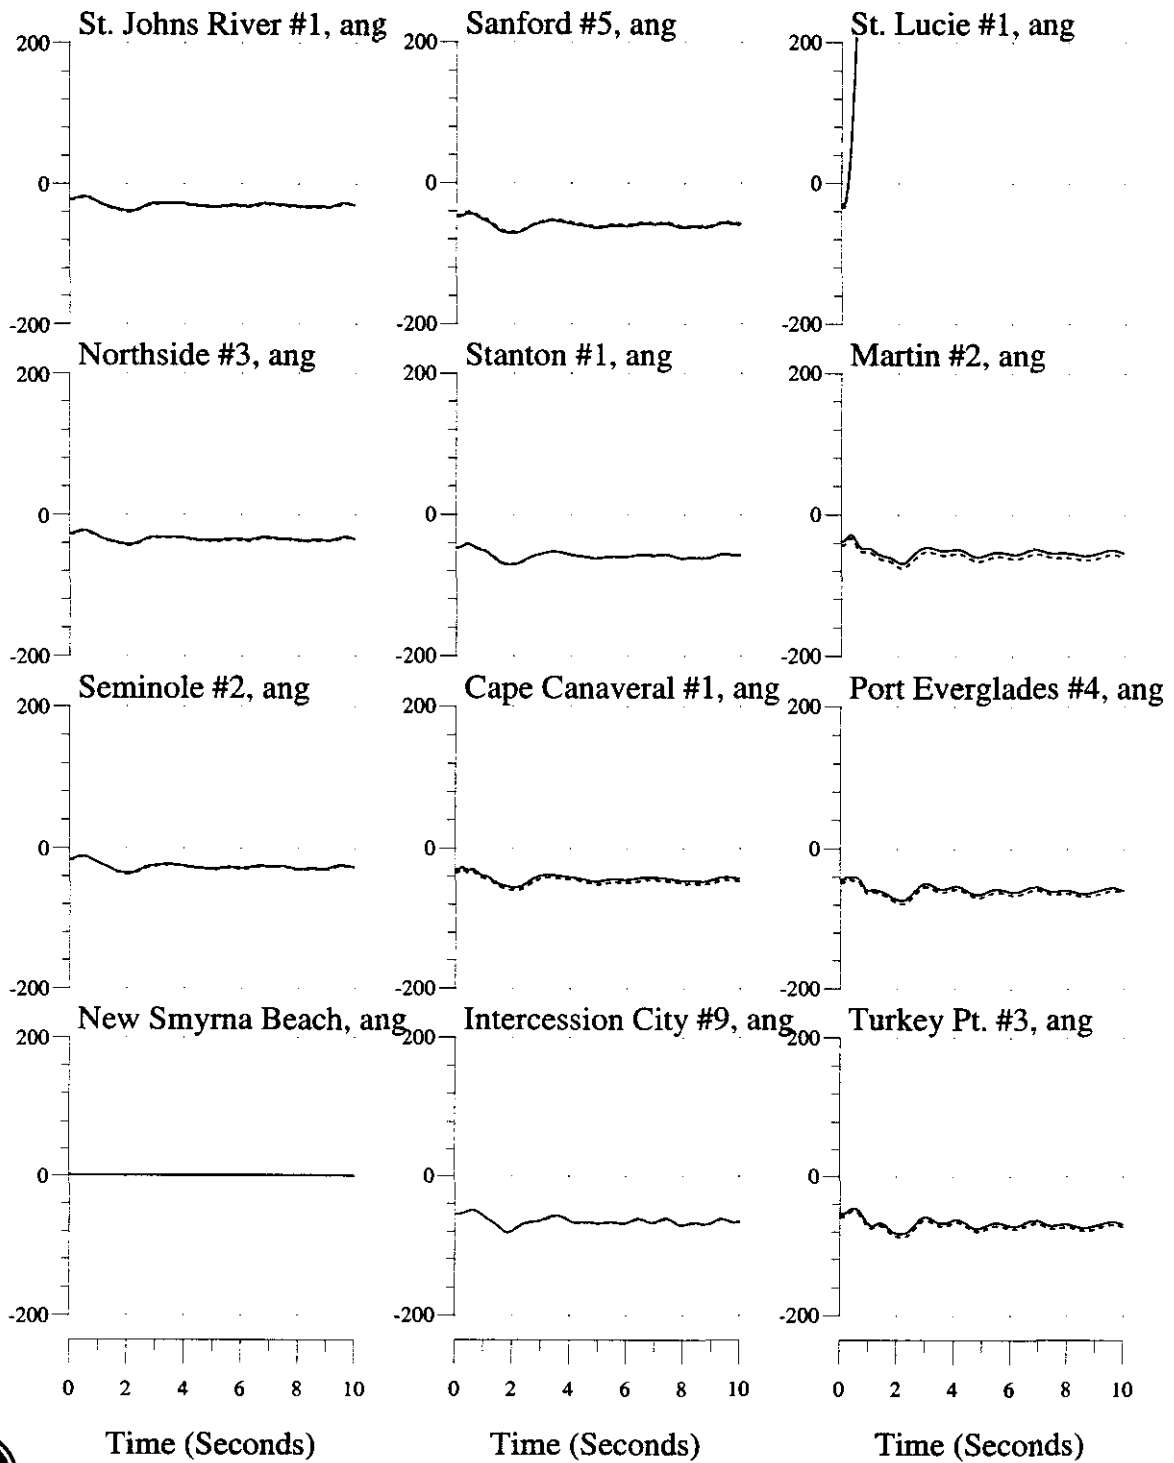 St. Johns River #1, ang
200
0
-200
Sanford #5, ang
200
0
-200
St. Lucie #1, ang
200
0
-200
Northside #3, ang
200
0
-200
Stanton #1, ang
200
0
-200
Martin #2, ang
200
0
-200
Seminole #2, ang
200
0
-200
Cape Canaveral #1, ang
200
0
-200
Port Everglades #4, ang
200
0
-200
New Smyrna Beach, ang
200
0
-200
Intercession City #9, ang
200
0
-200
Turkey Pt. #3, ang
200
0
-200
0 2 4 6 8 10
0 2 4 6 8 10
0 2 4 6 8 10
Time (Seconds)
Time (Seconds)
Time (Seconds)